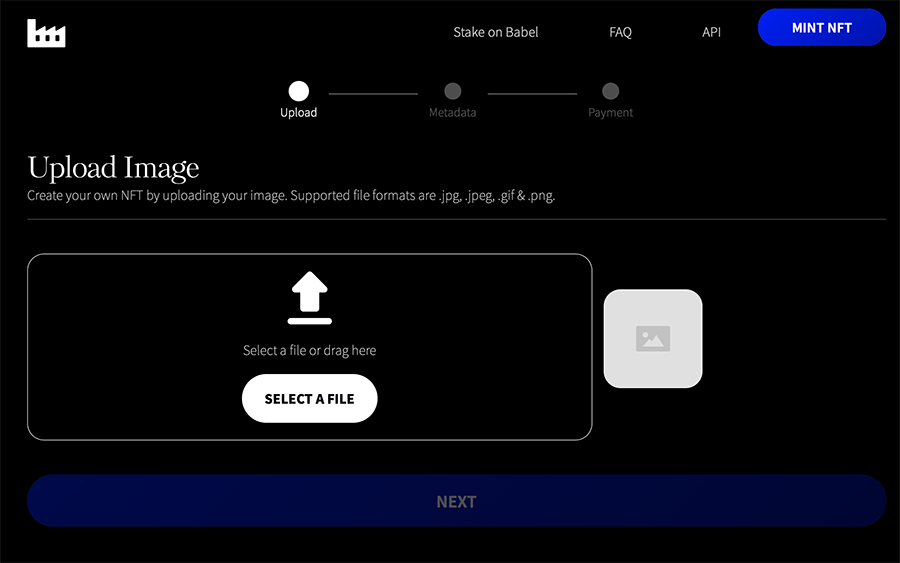 Stake on Babel FAQ API MINT NFT
Upload Metadata Payment
Upload Image
Create your own NFT by uploading your image. Supported file formats are .jpg, .jpeg, .gif & .png.
Select a file or drag here
SELECT A FILE
NEXT